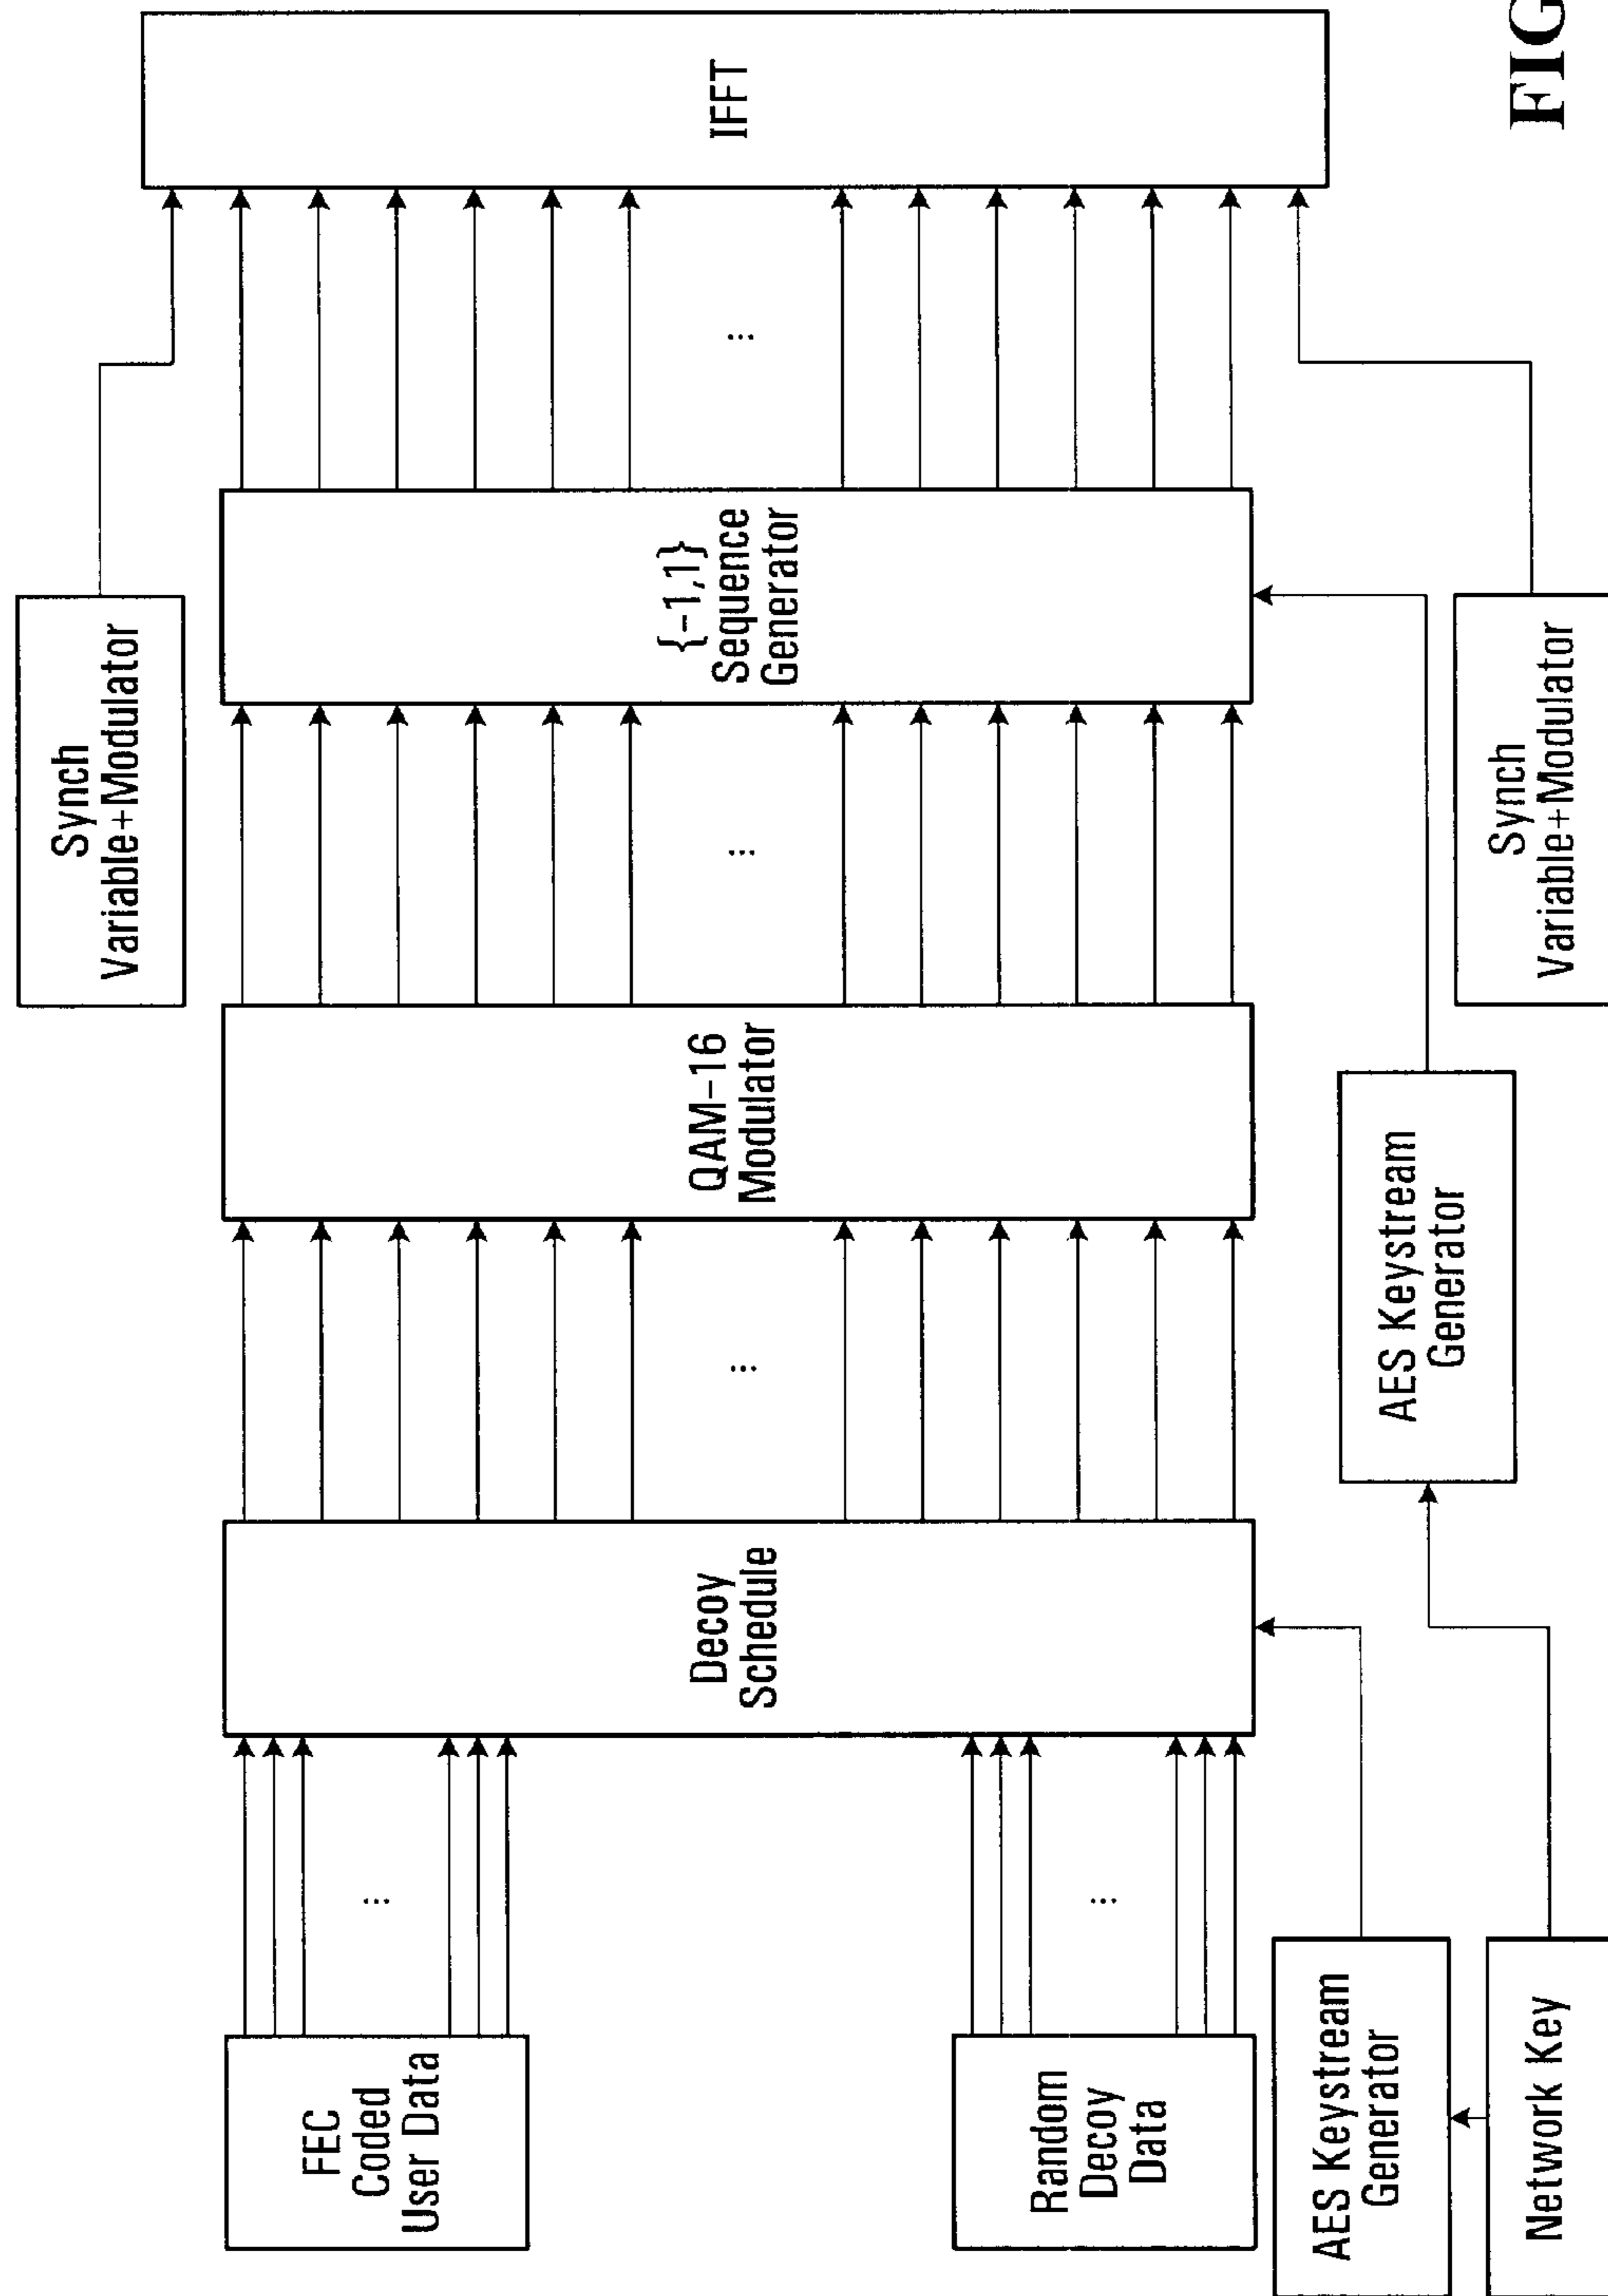 Synch
Variable+Modulator
FEC
Coded
User Data
Random
Decoy
Data
Decoy
Schedule
QAM-16
Modulator
{-1,1}
Sequence
Generator
IFFT
AES Keystream
Generator
Network Key
AES Keystream
Generator
Synch
Variable+Modulator
FIG